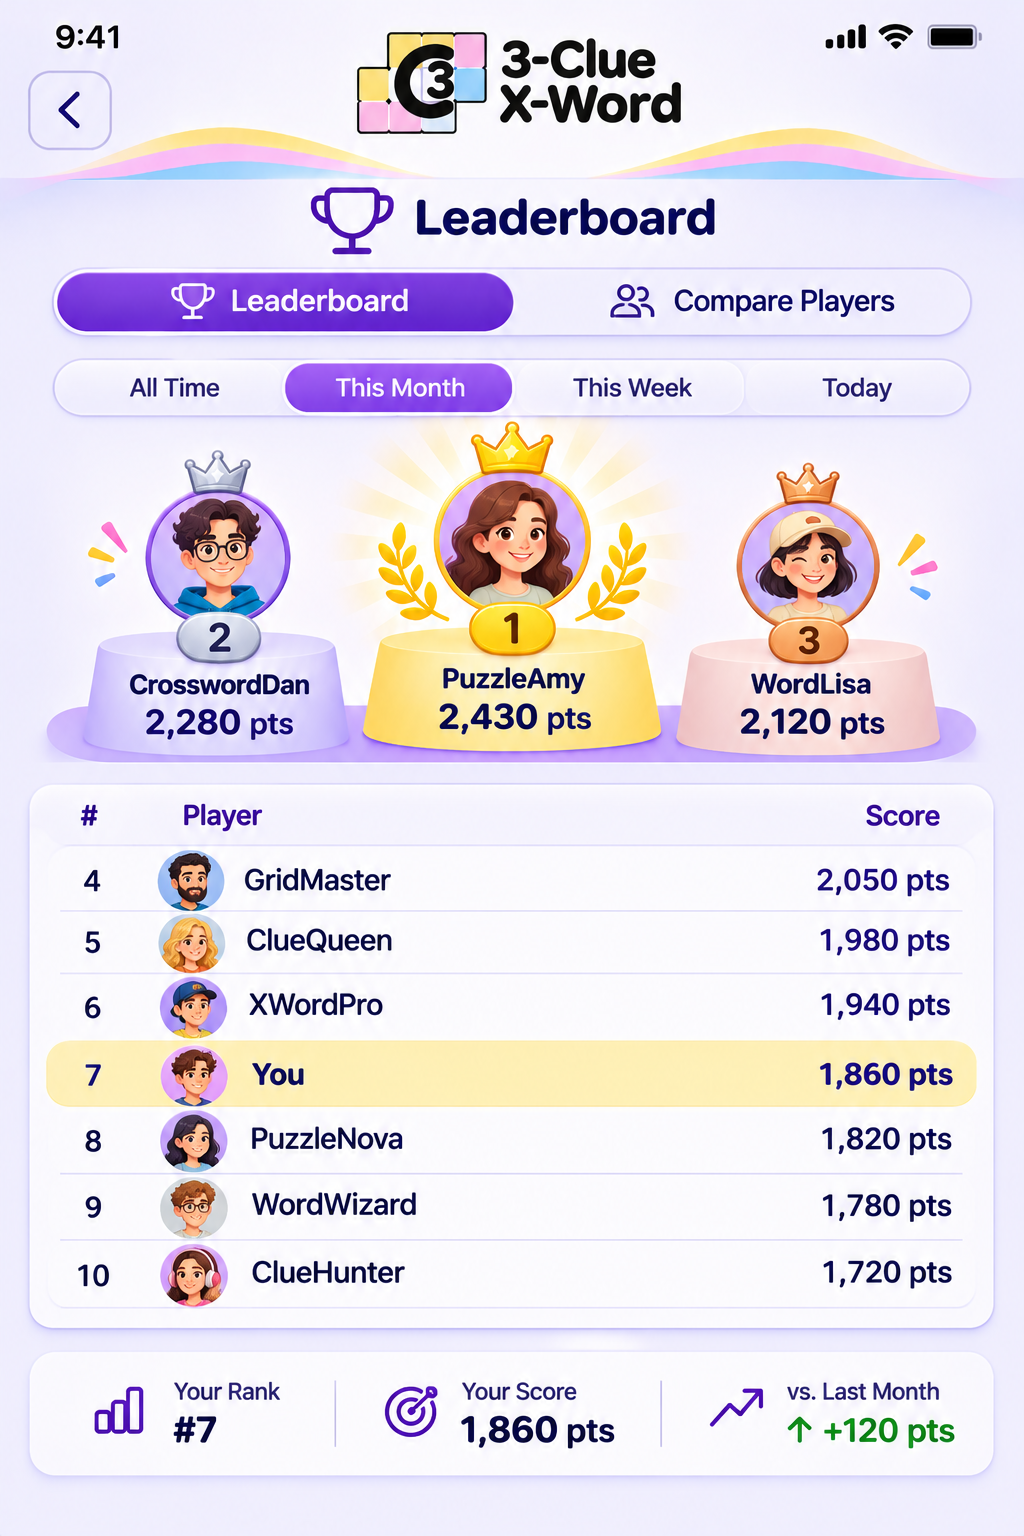 9:41
C3
3-Clue
X-Word
Leaderboard
Leaderboard
Compare Players
All Time
This Month
This Week
Today
2
CrosswordDan
2,280 pts
1
PuzzleAmy
2,430 pts
3
WordLisa
2,120 pts
# Player Score
4 GridMaster 2,050 pts
5 ClueQueen 1,980 pts
6 XWordPro 1,940 pts
7 You 1,860 pts
8 PuzzleNova 1,820 pts
9 WordWizard 1,780 pts
10 ClueHunter 1,720 pts
Your Rank
#7
Your Score
1,860 pts
vs. Last Month
↑ +120 pts